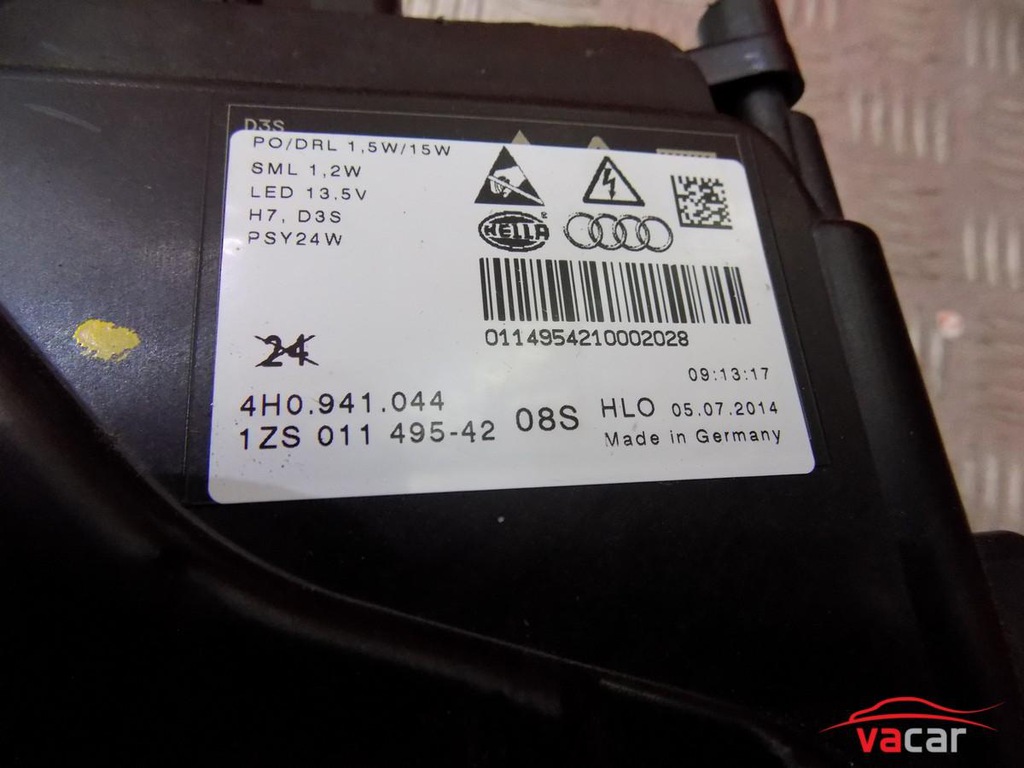 D3S
PO/DRL 1,5W/15W
SML 1,2W
LED 13.5V
H7, D3S
PSY24W
HELLA ®
0114954210002028
24
09:13:17
4H0.941.044
1ZS 011 495-42 08S HLO 05.07.2014
Made in Germany
vacar